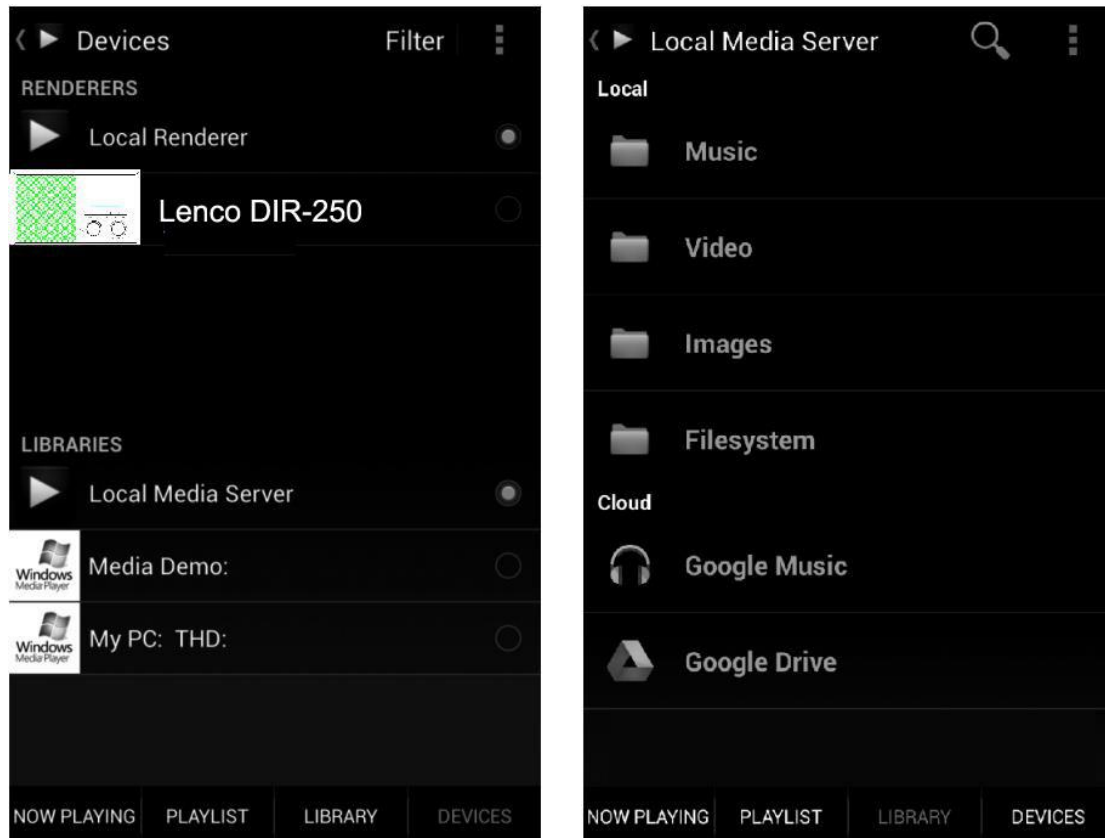 Devices
Filter
RENDERERS
Local Renderer
Lenco DIR-250
LIBRARIES
Local Media Server
Windows
Media Player
Media Demo:
Windows
Media Player
My PC: THD:
NOW PLAYING
PLAYLIST
LIBRARY
DEVICES
Local Media Server
Local
Music
Video
Images
Filesystem
Cloud
Google Music
Google Drive
NOW PLAYING
PLAYLIST
LIBRARY
DEVICES